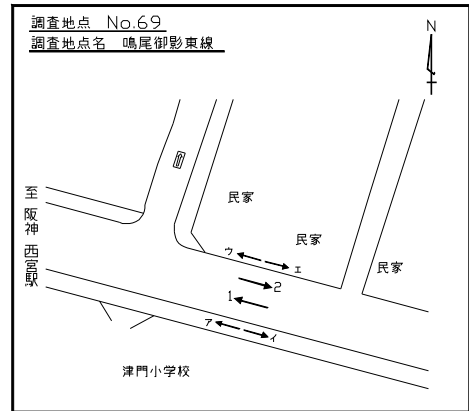 調査地点 No.69
調査地点名 鳴尾御影東線
N
至 阪神 西宮駅
民家
民家
民家
ウ
エ
2
1
ア
イ
津門小学校